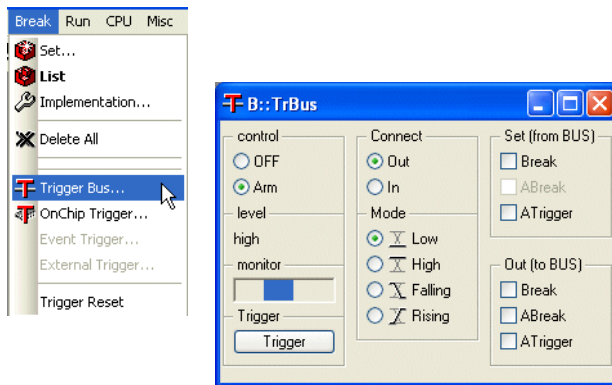 Break Run CPU Misc
Set...
List
Implementation...
Delete All
Trigger Bus...
OnChip Trigger...
Event Trigger...
External Trigger...
Trigger Reset
B::TrBus
control
OFF
Arm
level
high
monitor
Trigger
Trigger
Connect
Out
In
Mode
Low
High
Falling
Rising
Set (from BUS)
Break
ABreak
ATrigger
Out (to BUS)
Break
ABreak
ATrigger